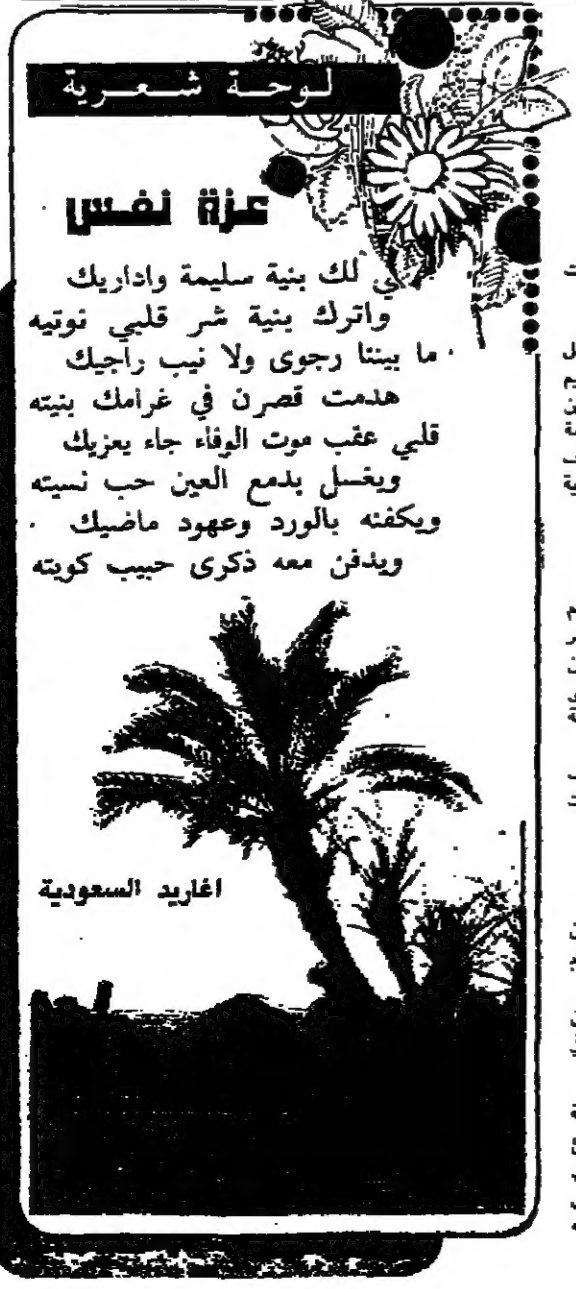 لوحة شعرية
عزة نفس
لك بنية سليمة واداريك
واترك بنية شر قلبي نوتيه
ما بيننا رجوى ولا نيب راجيك
هدمت قصرن في غرامك بنيته
قلبي عقب موت الوفاء جاء يعزيك
ويغسل بدمع العين حب نسيته
ويكفنه بالورد وعهود ماضيك
ويدفن معه ذكرى حبيب كويته
اغاريد السعودية